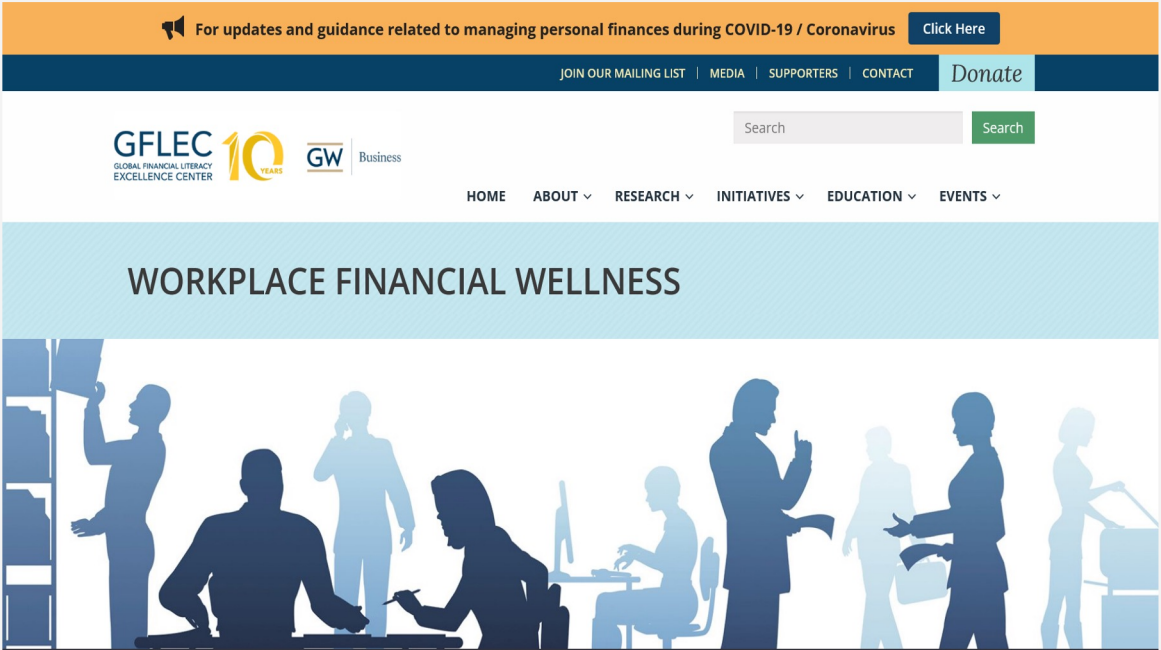 For updates and guidance related to managing personal finances during COVID-19 / Coronavirus Click Here
JOIN OUR MAILING LIST | MEDIA | SUPPORTERS | CONTACT Donate
Search Search
GFLEC
GLOBAL FINANCIAL LITERACY
EXCELLENCE CENTER
10 YEARS
GW Business
HOME ABOUT RESEARCH INITIATIVES EDUCATION EVENTS
WORKPLACE FINANCIAL WELLNESS